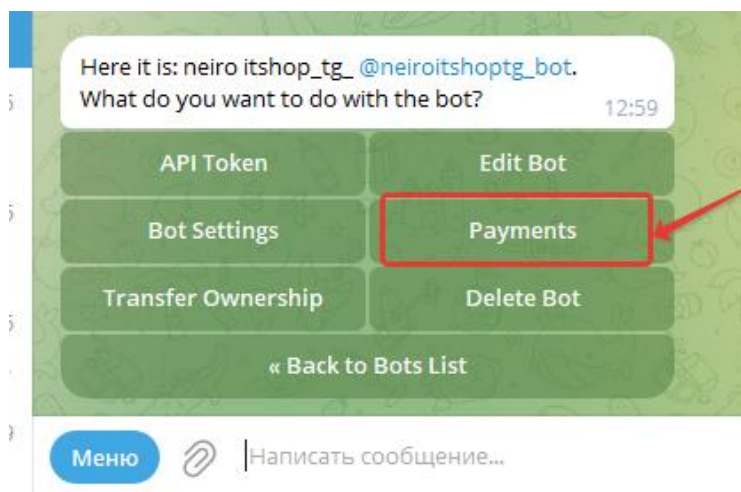 Here it is: neiro itshop_tg_ @neiroitshoptg_bot.
What do you want to do with the bot?
12:59
API Token
Edit Bot
Bot Settings
Payments
Transfer Ownership
Delete Bot
« Back to Bots List
Меню
Написать сообщение...